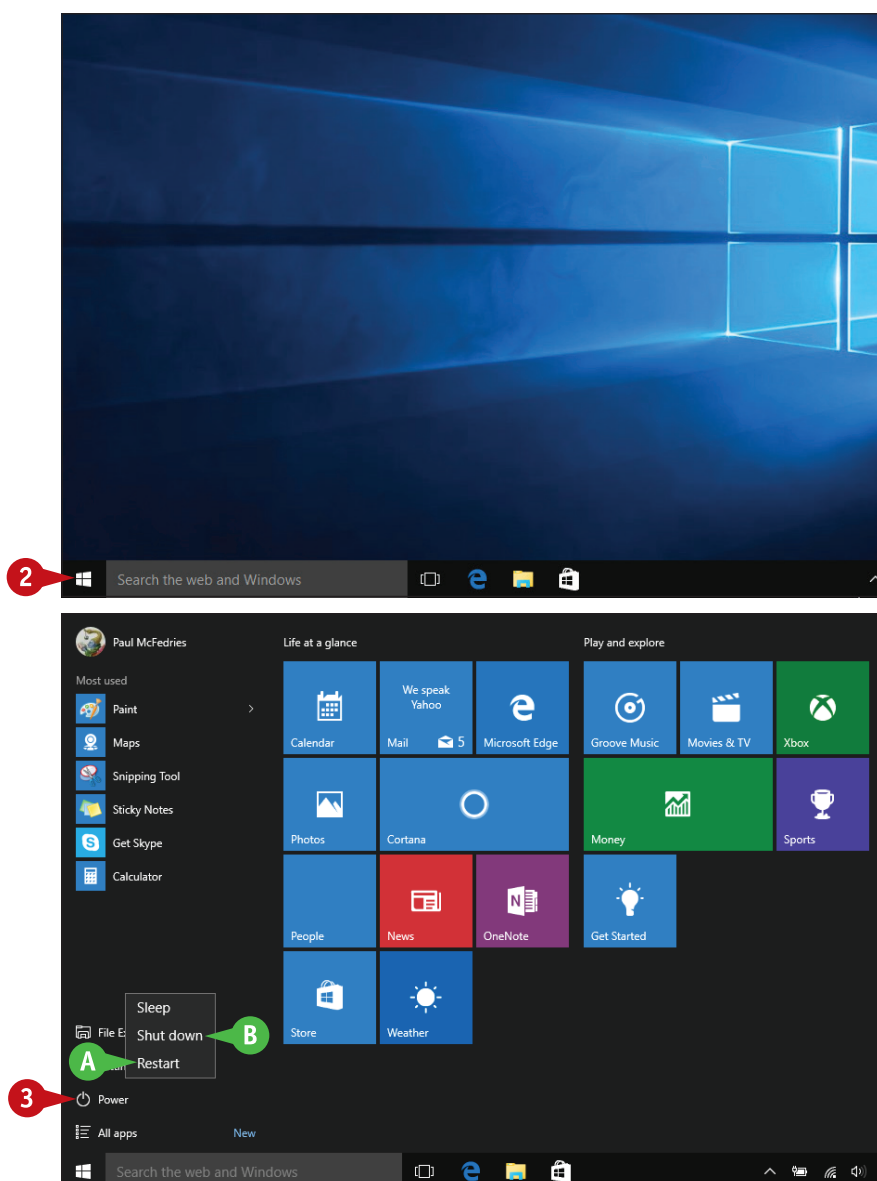 2
Search the web and Windows
Paul McFedries
Life at a glance
Play and explore
Most used
Paint
Maps
Snipping Tool
Sticky Notes
Get Skype
Calculator
Calendar
We speak
Yahoo
Mail 5
Microsoft Edge
Groove Music
Movies & TV
Xbox
Photos
Cortana
Money
Sports
People
News
N
OneNote
Get Started
Store
Weather
Sleep
File E
Shut down
B
A
Restart
3
Power
All apps
New
Search the web and Windows